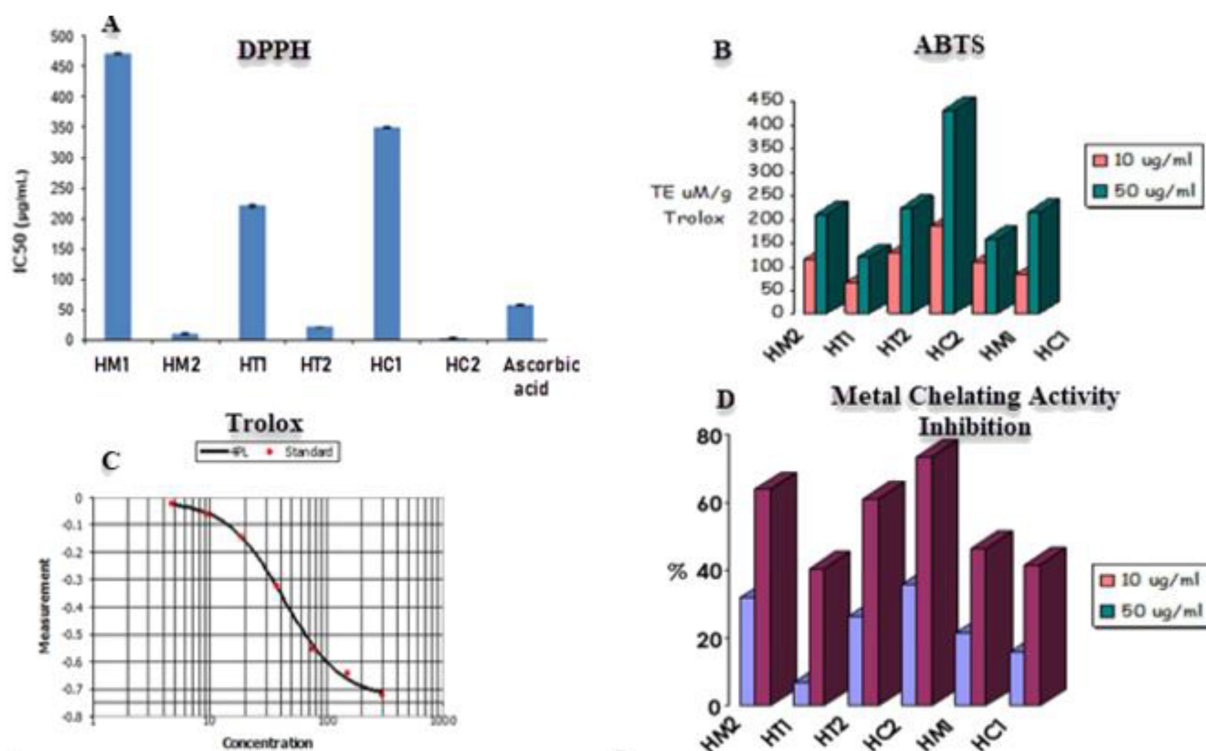 A
DPPH
500
450
400
350
300
250
200
150
100
50
0
IC50 (µg/mL)
HM1 HM2 HT1 HT2 HC1 HC2 Ascorbic
acid
B
ABTS
450
400
350
300
250
200
150
100
50
0
TE uM/g
Trolox
HM2 HT1 HT2 HC2 HM1 HC1
10 ug/ml
50 ug/ml
Trolox
C
4PL Standard
0
-0.1
-0.2
-0.3
-0.4
-0.5
-0.6
-0.7
-0.8
Measurement
1 10 100 1000
Concentration
D
Metal Chelating Activity
Inhibition
80
60
40
20
0
%
HM2 HT1 HT2 HC2 HM1 HC1
10 ug/ml
50 ug/ml